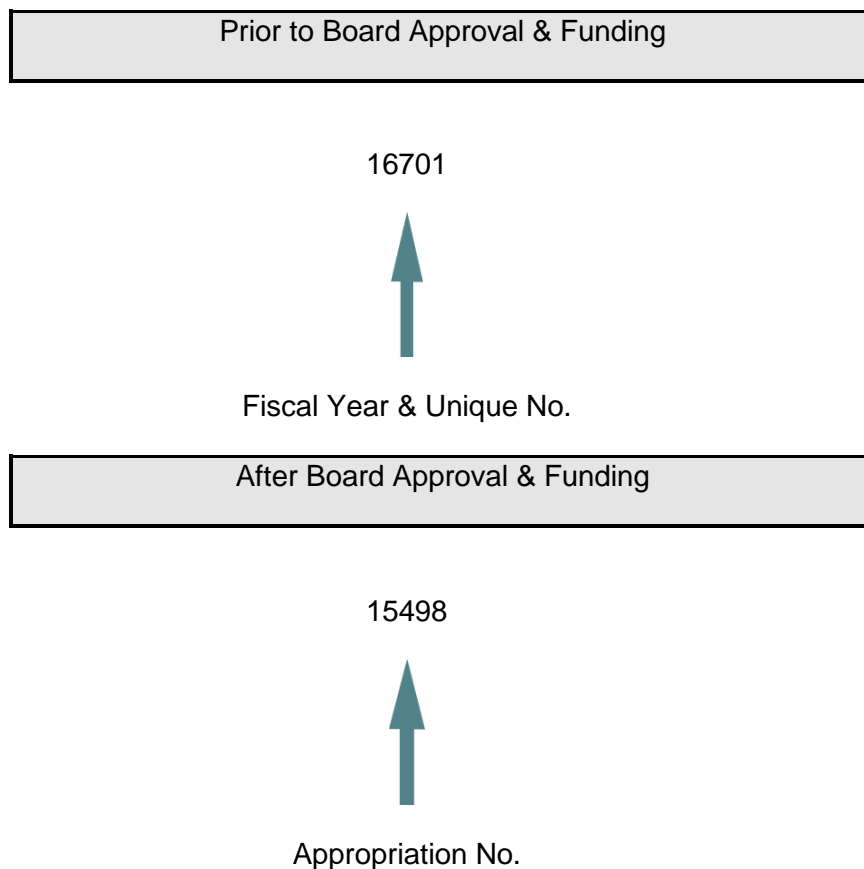 Prior to Board Approval & Funding
16701
Fiscal Year & Unique No.
After Board Approval & Funding
15498
Appropriation No.